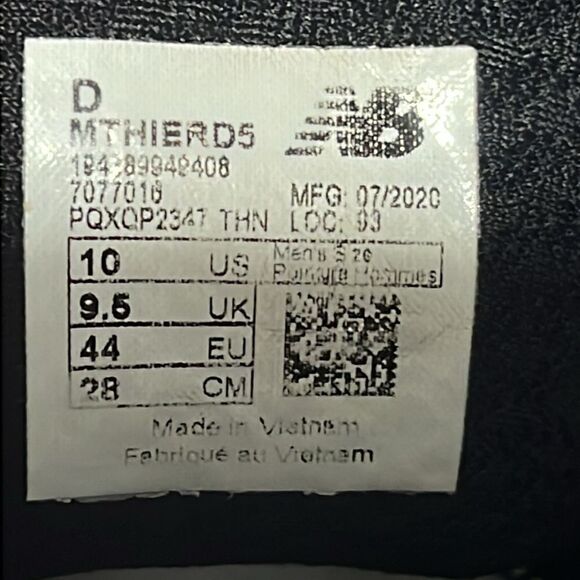 D
MTHIERD5
7077016
PQXQP2347 THN
MFG: 07/2020
LOC: 93
10 US
9.5 UK
44 EU
28 CM
Men's Size
Pointure Hommes
Made in Vietnam
Fabriqué au Vietnam